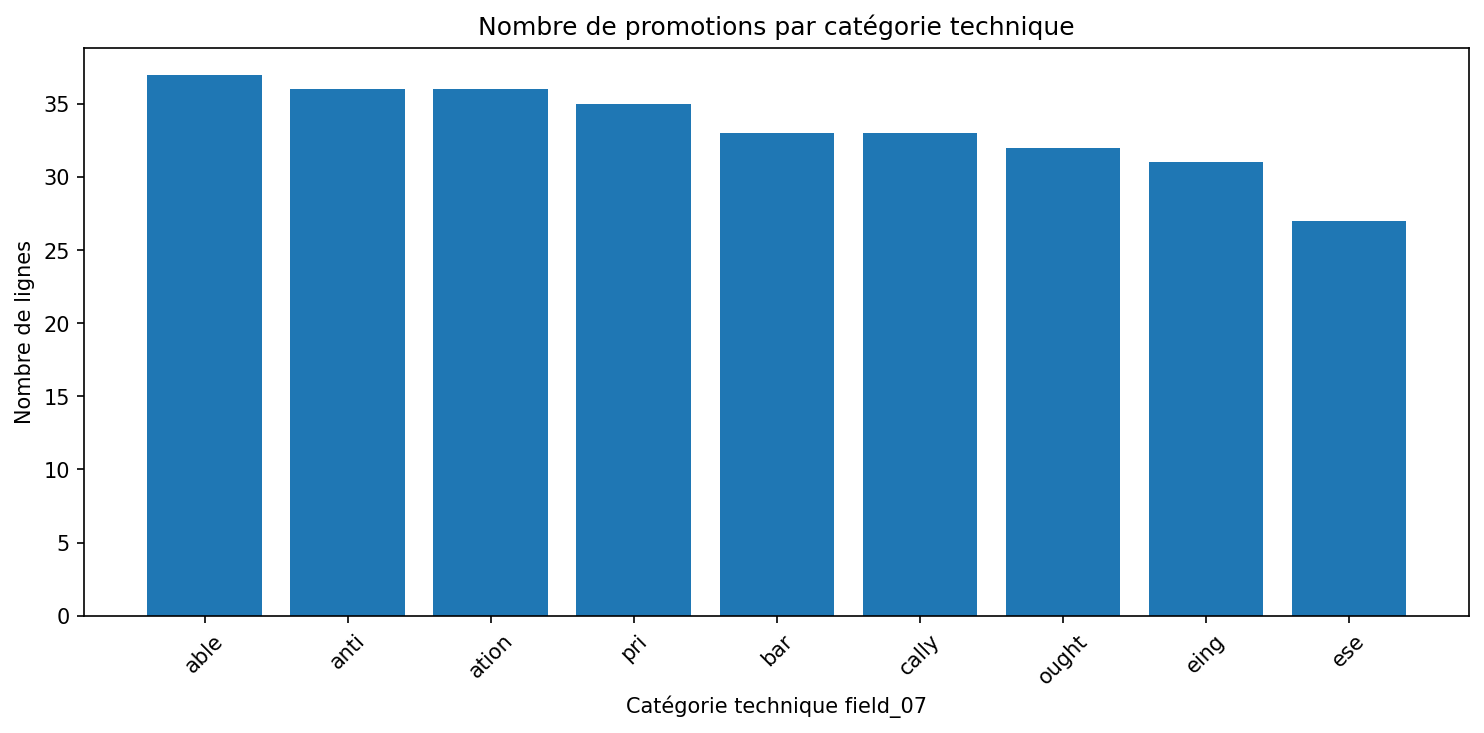 Nombre de promotions par catégorie technique
Nombre de lignes
35
30
25
20
15
10
5
0
able anti ation pri bar cally ought eing ese
Catégorie technique field_07